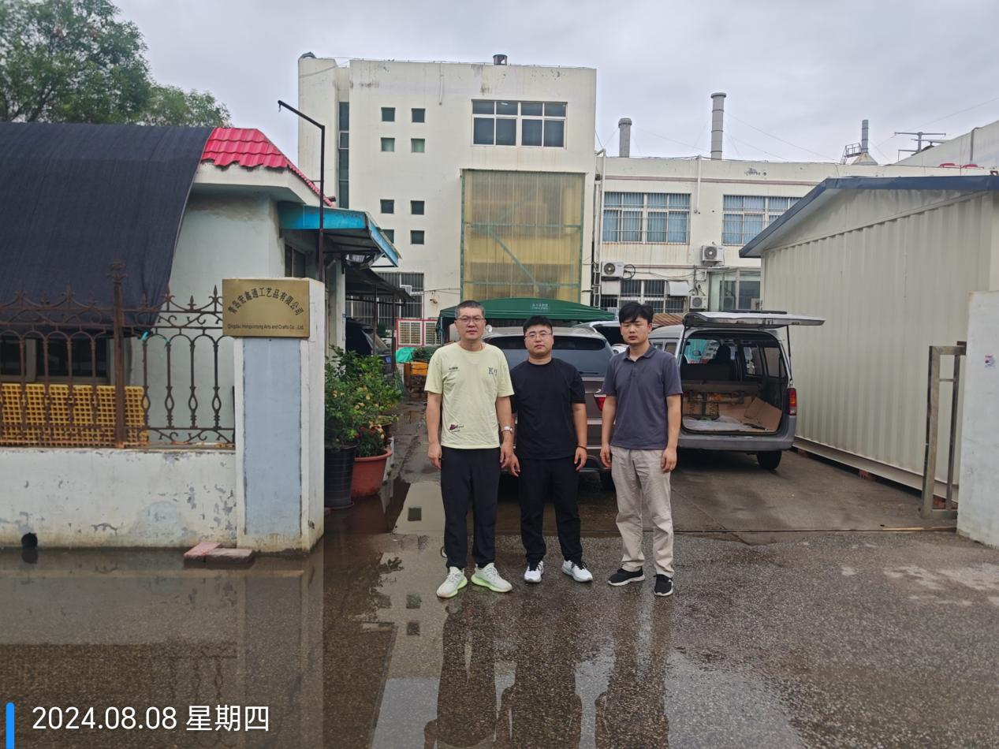 青岛宏鑫通工艺品有限公司
Qingdao Hongxintong Arts and Crafts Co .,Ltd.
2024.08.08 星期四